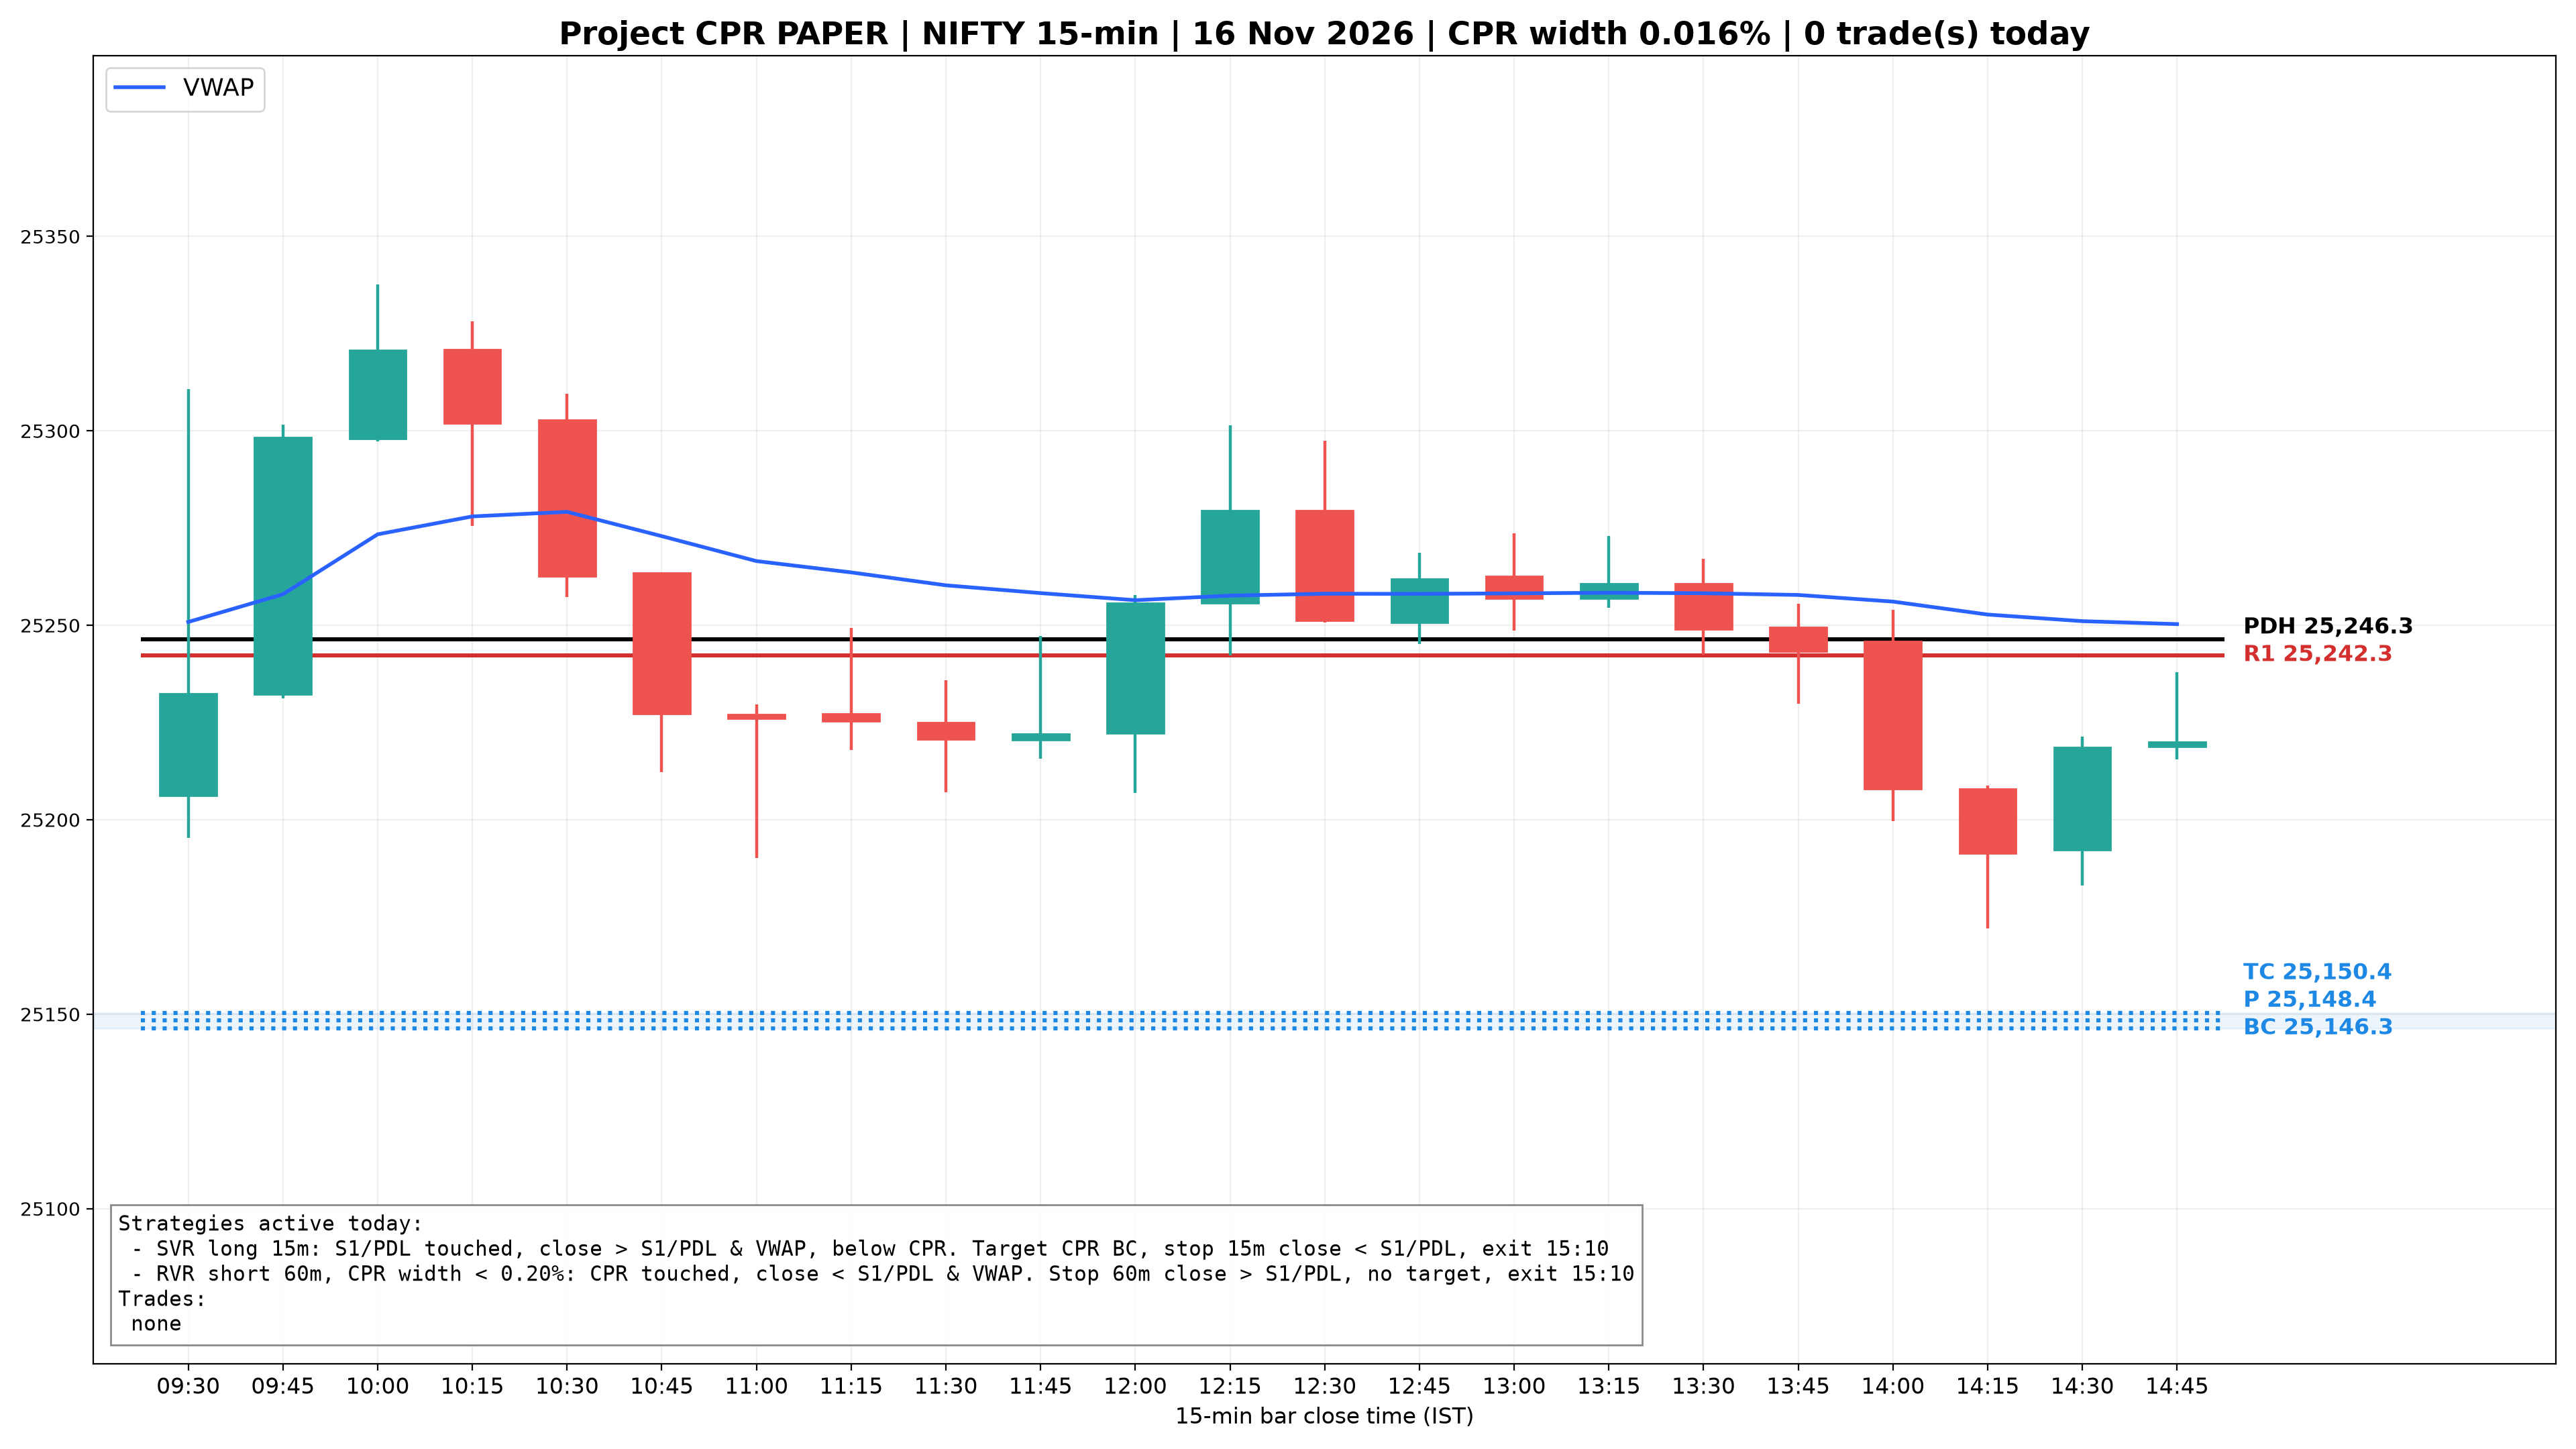 Project CPR PAPER | NIFTY 15-min | 16 Nov 2026 | CPR width 0.016% | 0 trade(s) today
VWAP
25350
25300
25250
25200
25150
25100
PDH 25,246.3
R1 25,242.3
TC 25,150.4
P 25,148.4
BC 25,146.3
Strategies active today:
- SVR long 15m: S1/PDL touched, close > S1/PDL & VWAP, below CPR. Target CPR BC, stop 15m close < S1/PDL, exit 15:10
- RVR short 60m, CPR width < 0.20%: CPR touched, close < S1/PDL & VWAP. Stop 60m close > S1/PDL, no target, exit 15:10
Trades:
none
09:30 09:45 10:00 10:15 10:30 10:45 11:00 11:15 11:30 11:45 12:00 12:15 12:30 12:45 13:00 13:15 13:30 13:45 14:00 14:15 14:30 14:45
15-min bar close time (IST)